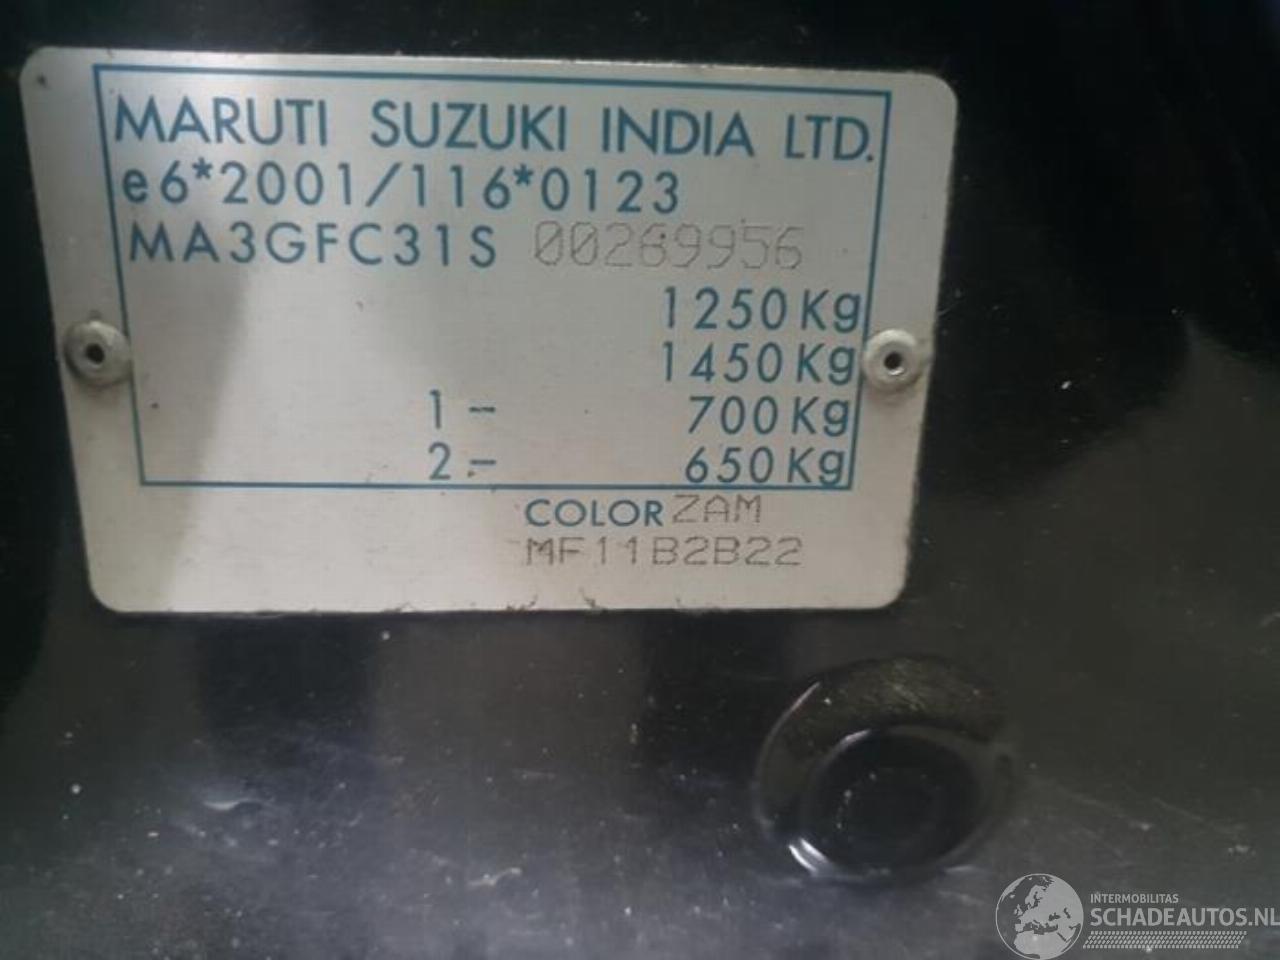 MARUTI SUZUKI INDIA LTD.
e6*2001/116*0123
MA3GFC31S 00289956
1250Kg
1450Kg
1- 700Kg
2- 650Kg
COLOR ZAM
MF11B2B22
INTERMOBILITAS
SCHADEAUTOS.NL